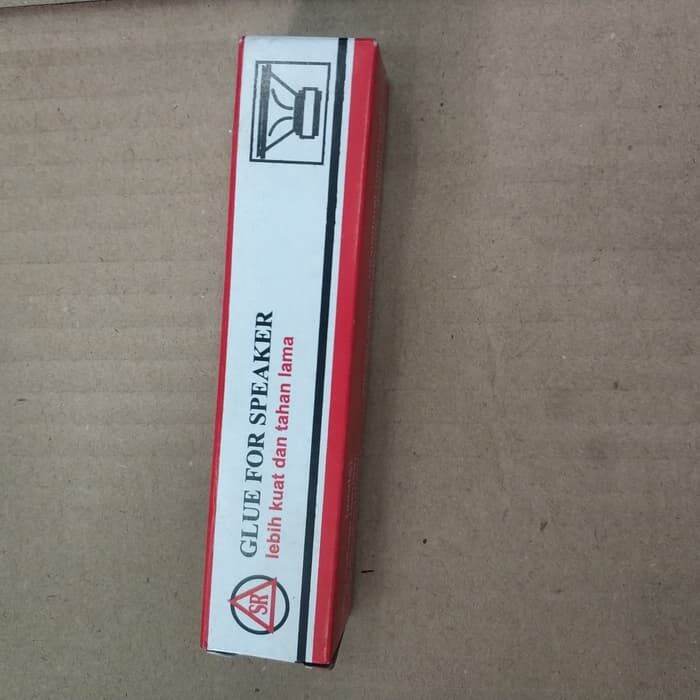 SR
GLUE FOR SPEAKER
lebih kuat dan tahan lama